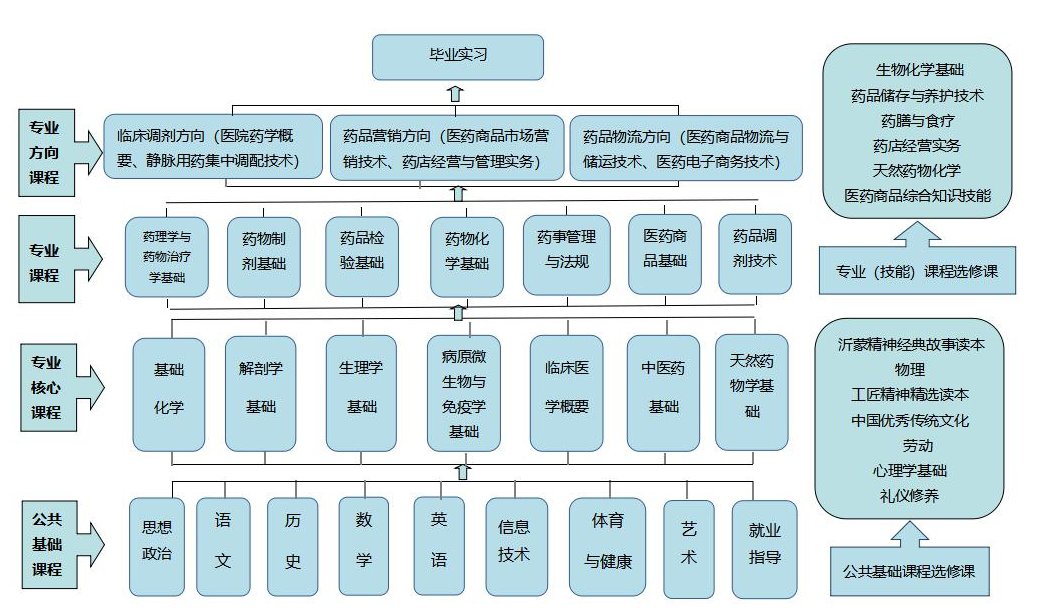 毕业实习
专业
方向
课程
临床调剂方向（医院药学概
要、静脉用药集中调配技术）
药品营销方向（医药商品市场营
销技术、药店经营与管理实务）
药品物流方向（医药商品物流与
储运技术、医药电子商务技术）
专业
课程
药理学与
药物治疗
学基础
药物制
剂基础
药品检
验基础
药物化
学基础
药事管理
与法规
医药商
品基础
药品调
剂技术
专业
核心
课程
基础
化学
解剖学
基础
生理学
基础
病原微
生物与
免疫学
基础
临床医
学概要
中医药
基础
天然药
物学基
础
公共
基础
课程
思想
政治
语
文
历
史
数
学
英
语
信息
技术
体育
与健康
艺
术
就业
指导
生物化学基础
药品储存与养护技术
药膳与食疗
药店经营实务
天然药物化学
医药商品综合知识技能
专业（技能）课程选修课
沂蒙精神经典故事读本
物理
工匠精神精选读本
中国优秀传统文化
劳动
心理学基础
礼仪修养
公共基础课程选修课